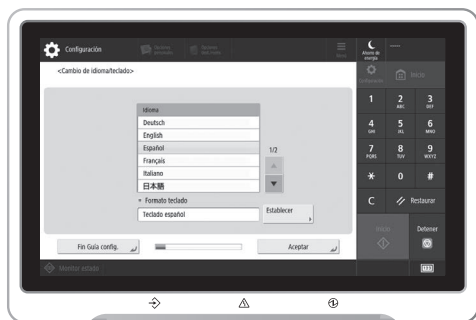 Configuración
Menú
Ahorro de energía
<Cambio de idioma/teclado>
Configuración
Inicio
Idioma
Deutsch
English
Español
Français
Italiano
日本語
1/2
Formato teclado
Teclado español
Establecer
Fin Guía config.
Aceptar
Monitor estado
1
2 ABC
3 DEF
4 GHI
5 JKL
6 MNO
7 PQRS
8 TUV
9 WXYZ
* 0 #
C
Restaurar
Inicio
Detener
123